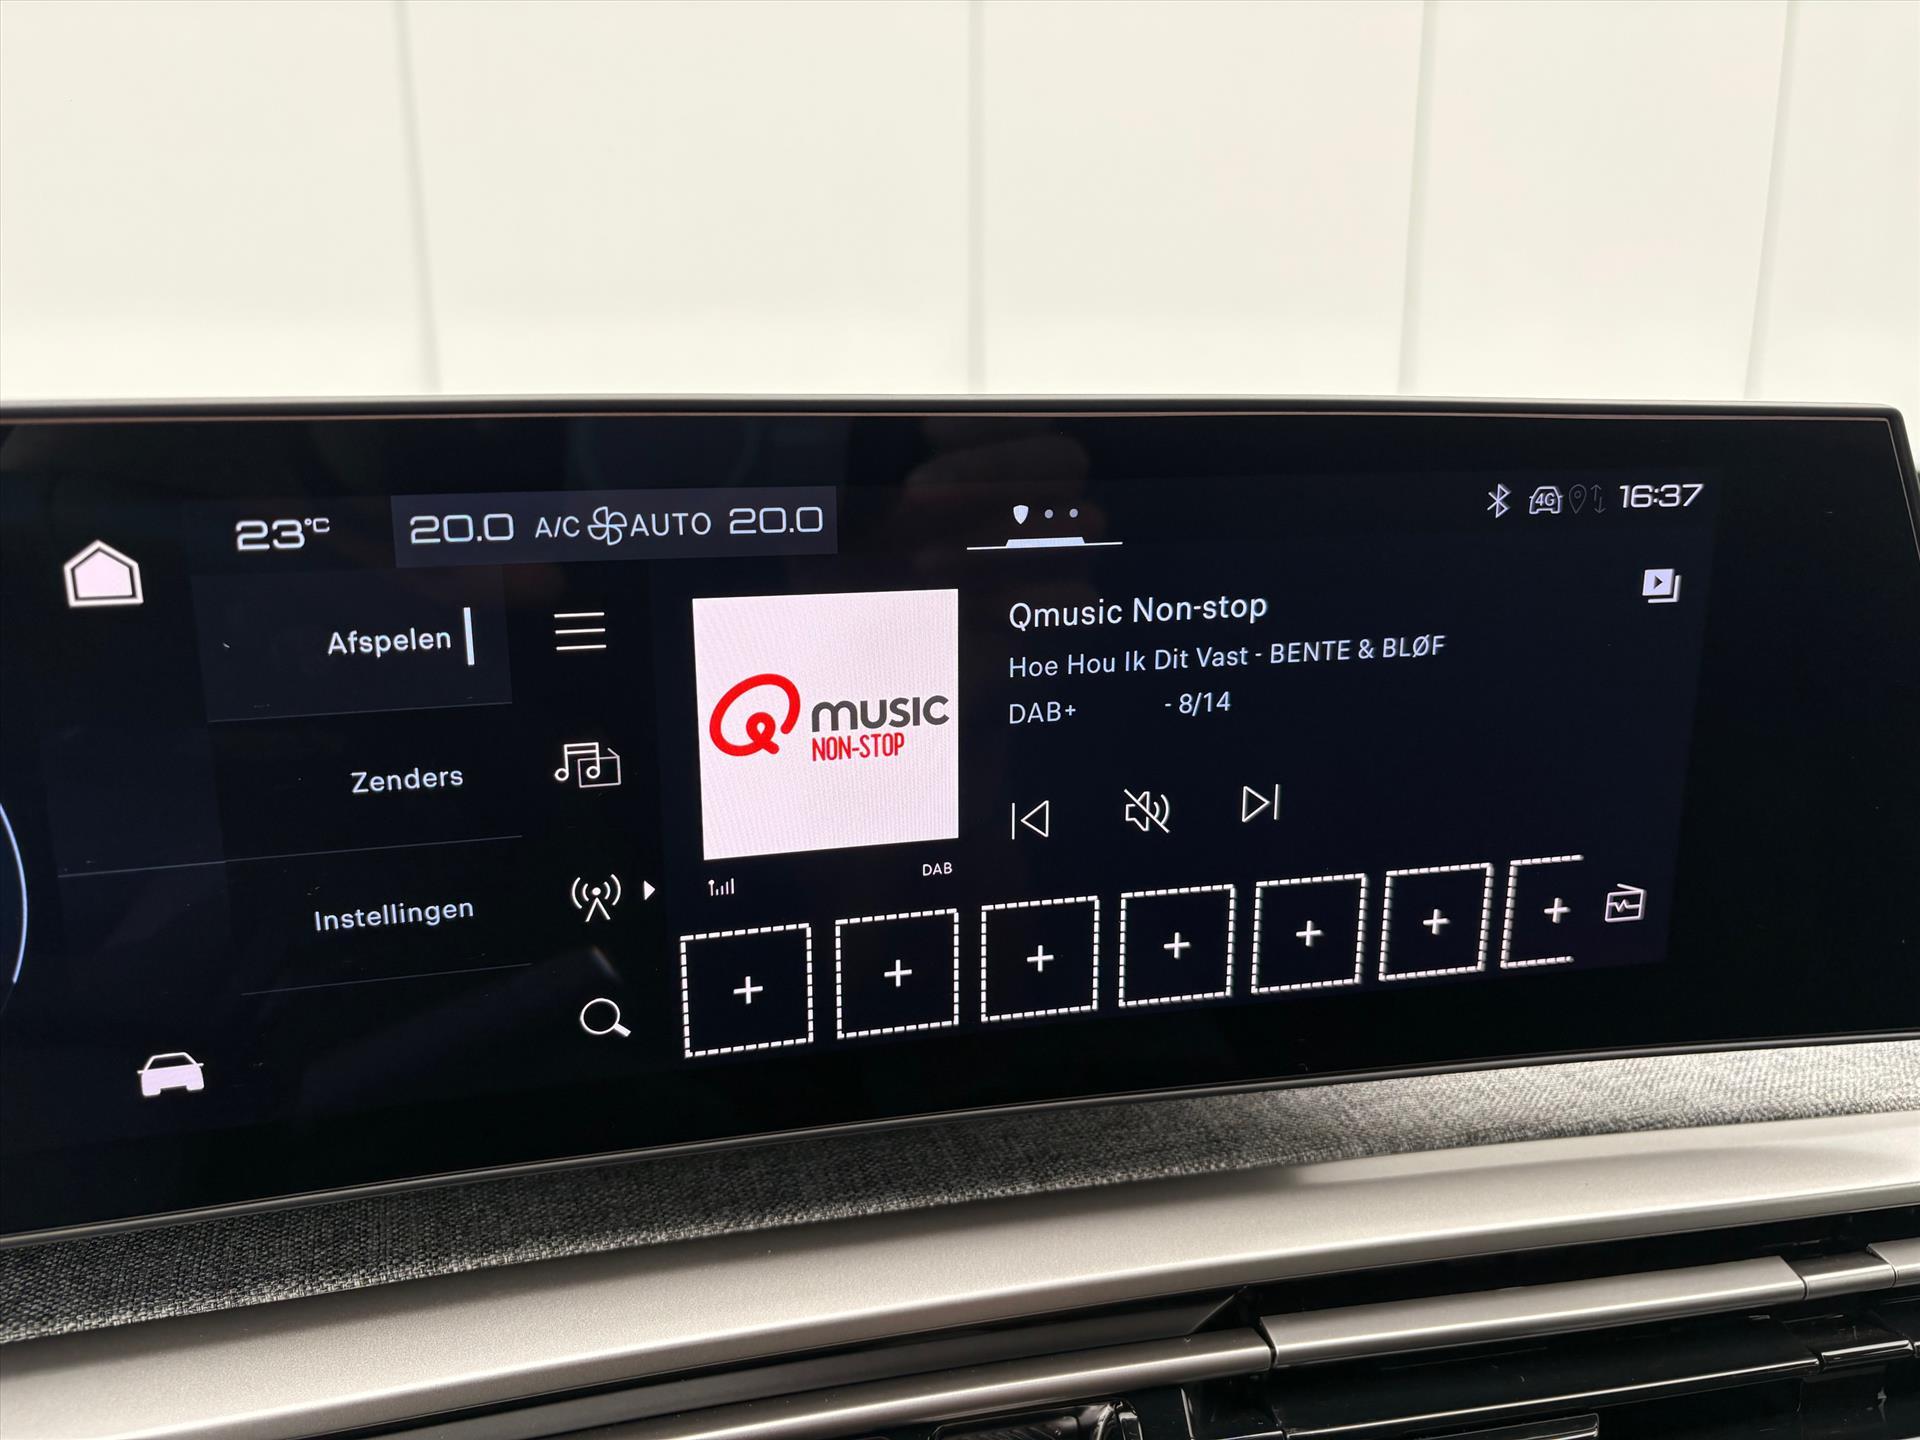 23°C
20.0 A/C AUTO 20.0
4G 16:37
Afspelen
Zenders
Instellingen
Q MUSIC
NON-STOP
DAB
Qmusic Non-stop
Hoe Hou Ik Dit Vast - BENTE & BLØF
DAB+ - 8/14